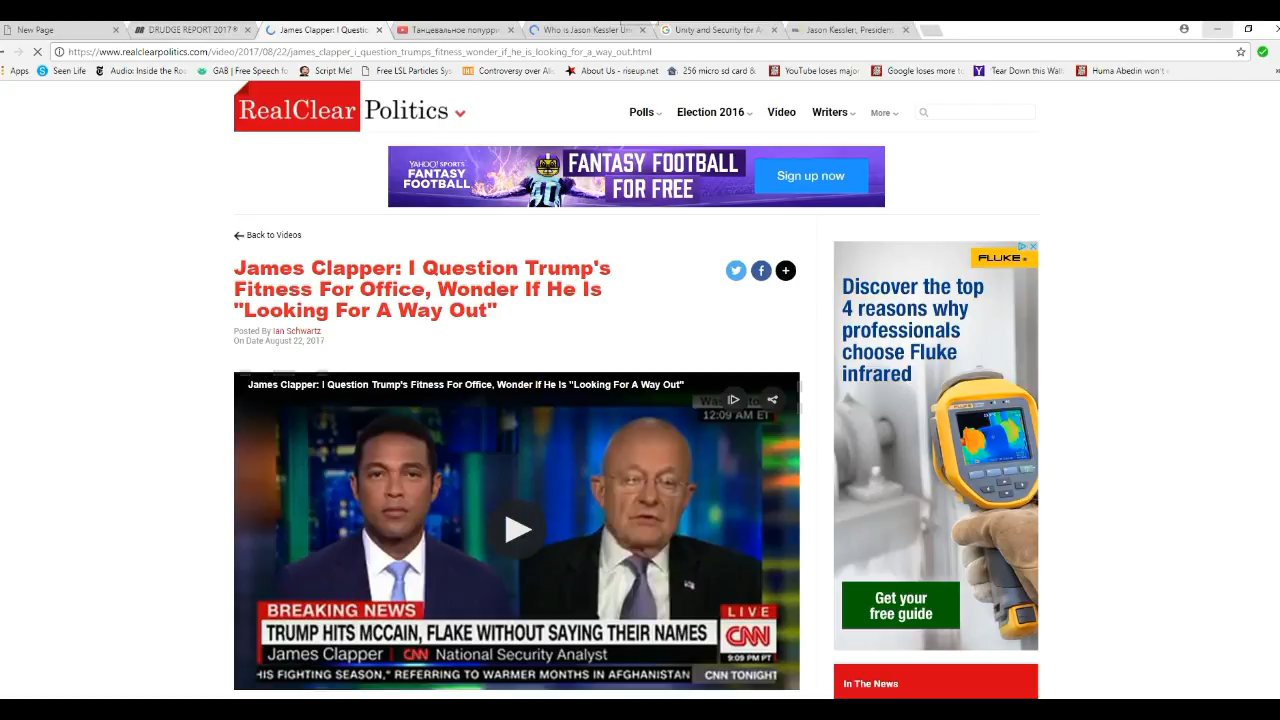 New Page
DRUDGE REPORT 2017 ®
James Clapper: I Questio
Танцевальное попурри
Who is Jason Kessler Un
Unity and Security for A
Jason Kessler, President
https://www.realclearpolitics.com/video/2017/08/22/james_clapper_i_question_trumps_fitness_wonder_if_he_is_looking_for_a_way_out.html
Apps
Seen Life
Audio: Inside the Ro
GAB | Free Speech fo
Script Mel
Free LSL Particles Sys
Controversy over All
About Us - riseup.net
256 micro sd card &
YouTube loses major
Google loses more t
Tear Down this Wall
Huma Abedin won't
RealClear Politics
Polls
Election 2016
Video
Writers
More
YAHOO! SPORTS
FANTASY
FOOTBALL
FANTASY FOOTBALL
FOR FREE
Sign up now
Back to Videos
James Clapper: I Question Trump's
Fitness For Office, Wonder If He Is
"Looking For A Way Out"
Posted By Ian Schwartz
On Date August 22, 2017
James Clapper: I Question Trump's Fitness For Office, Wonder If He Is "Looking For A Way Out"
12:09 AM ET
BREAKING NEWS
LIVE
TRUMP HITS MCCAIN, FLAKE WITHOUT SAYING THEIR NAMES
CNN
James Clapper CNN National Security Analyst
9:09 PM PT
HIS FIGHTING SEASON," REFERRING TO WARMER MONTHS IN AFGHANISTAN
CNN TONIGHT
FLUKE®
Discover the top
4 reasons why
professionals
choose Fluke
infrared
Get your
free guide
In The News